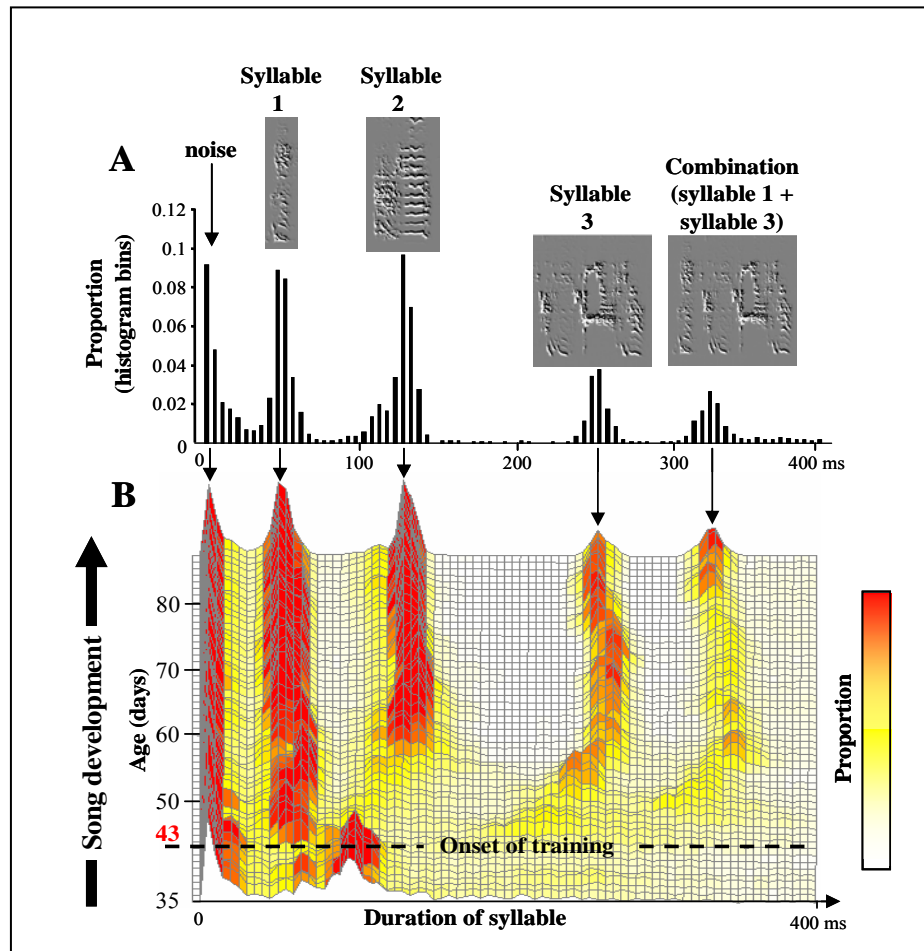 Syllable
1
Syllable
2
A
noise
Syllable
3
Combination
(syllable 1 +
syllable 3)
Proportion
(histogram bins)
0.12
0.1
0.08
0.06
0.04
0.02
0
0
100
200
300
400 ms
B
Song development
Age (days)
80
70
60
50
43
35
Onset of training
Proportion
0
Duration of syllable
400 ms